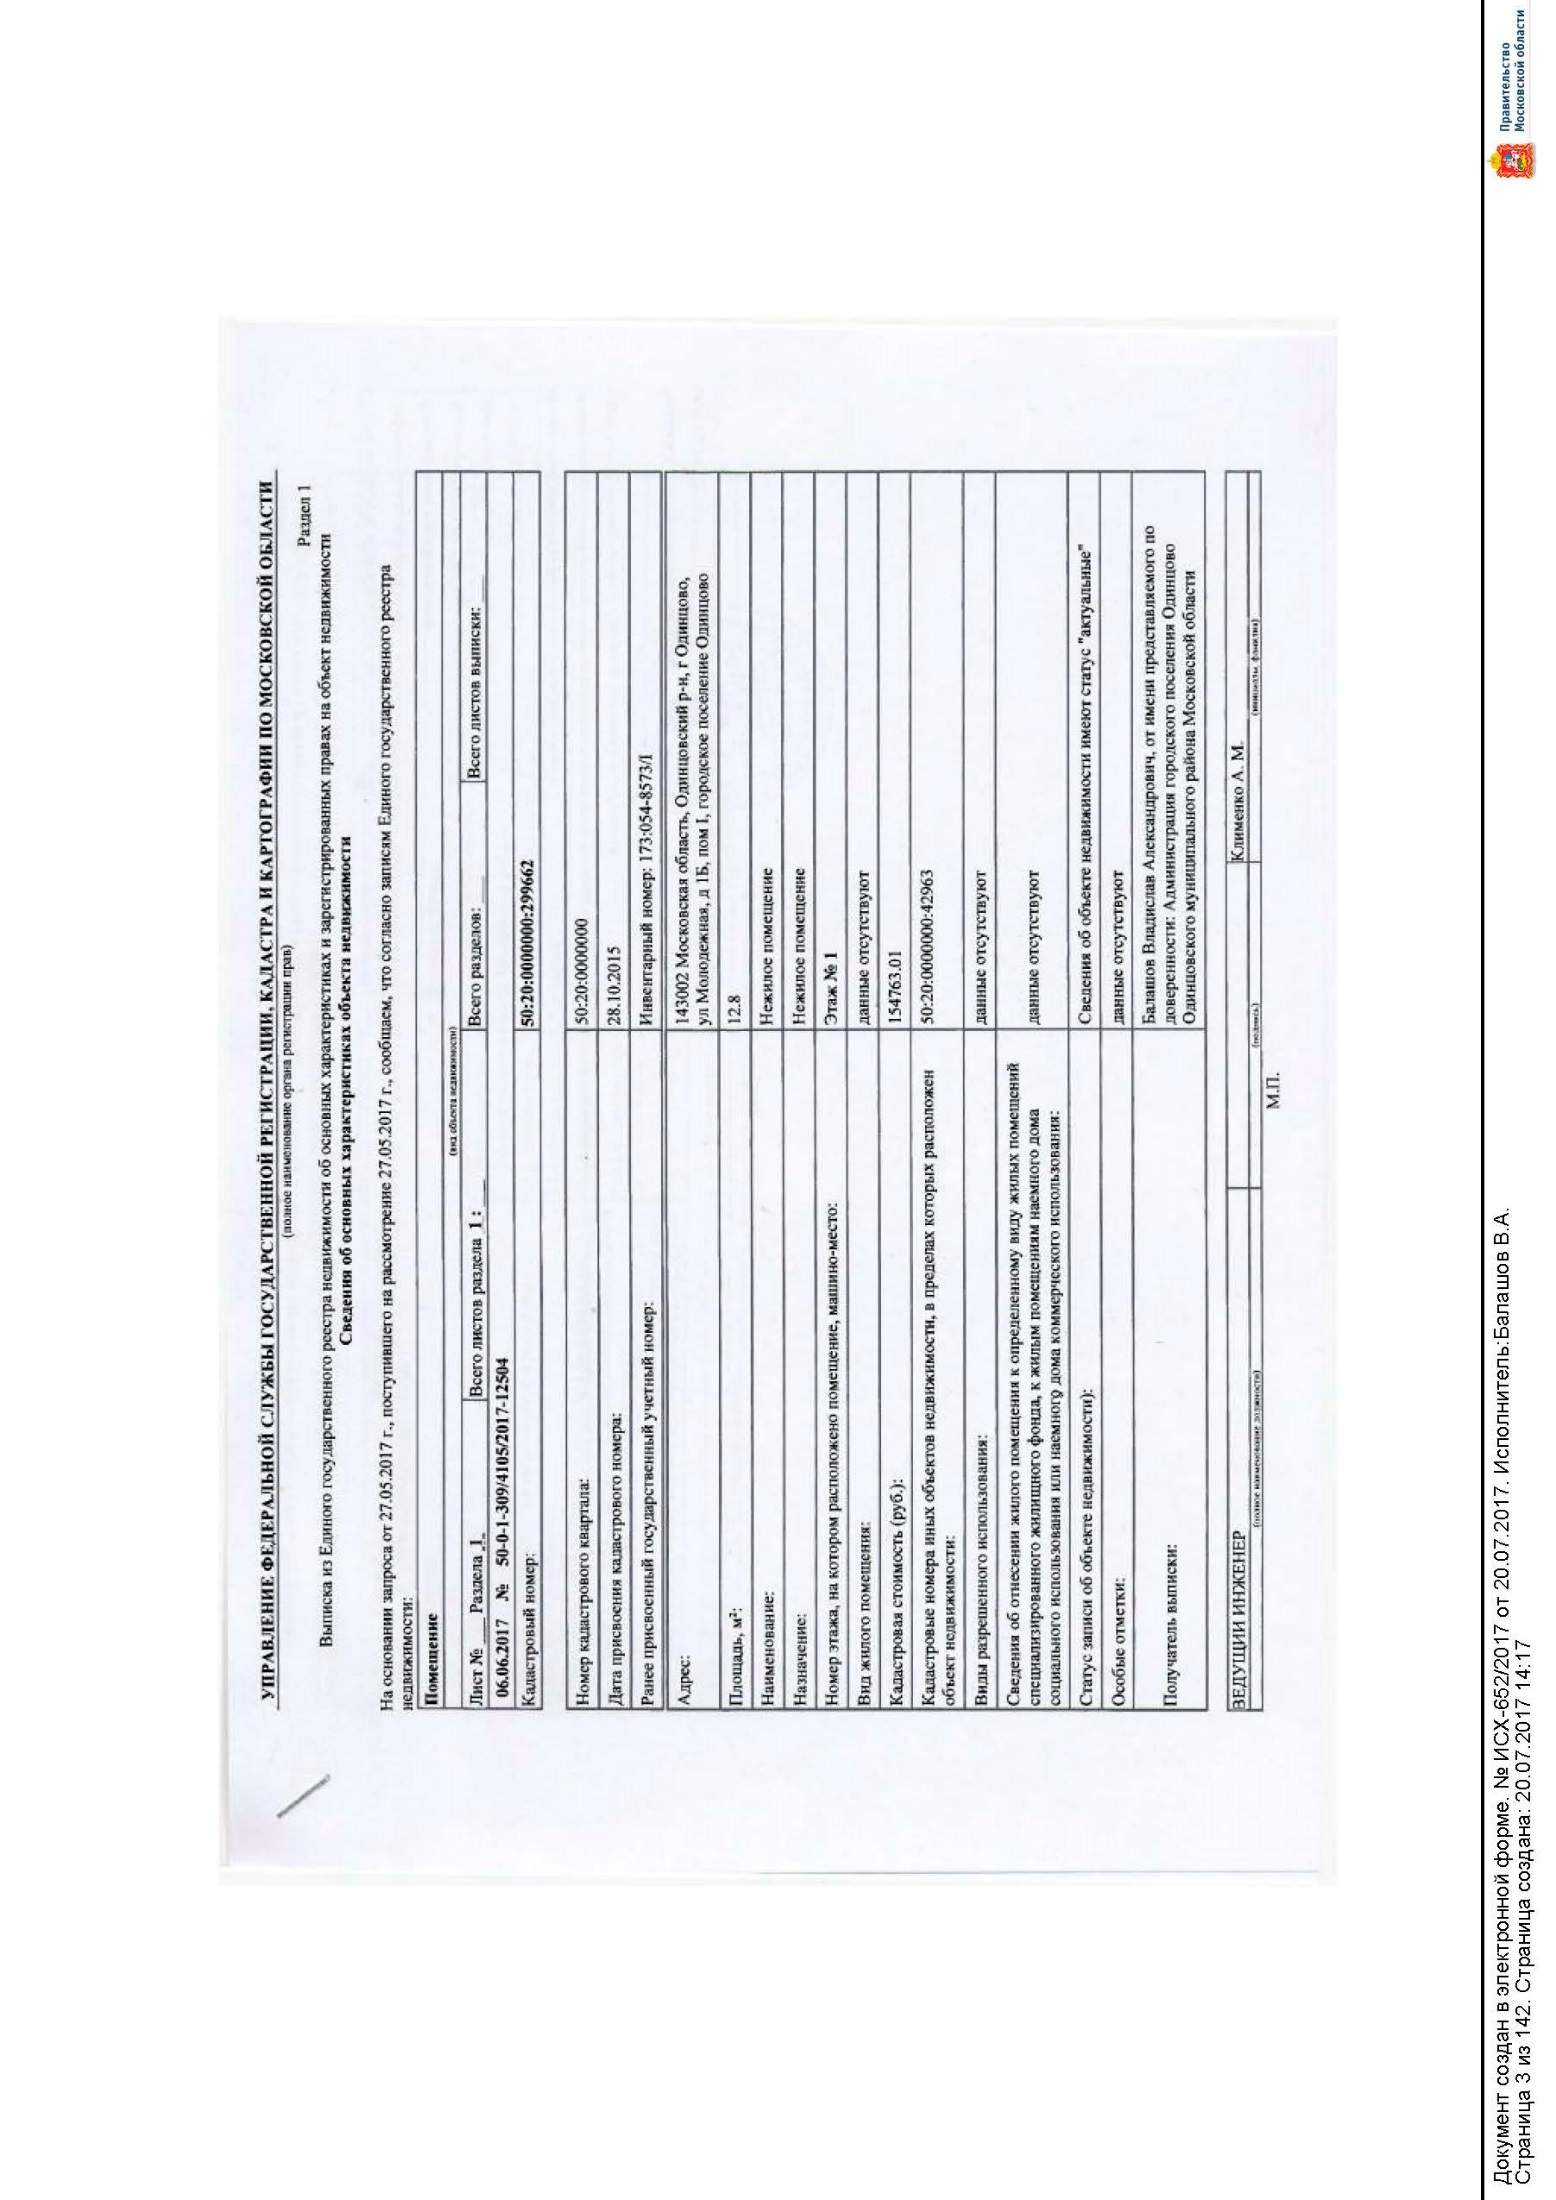 УПРАВЛЕНИЕ ФЕДЕРАЛЬНОЙ СЛУЖБЫ ГОСУДАРСТВЕННОЙ РЕГИСТРАЦИИ, КАДАСТРА И КАРТОГРАФИИ ПО МОСКОВСКОЙ ОБЛАСТИ
(полное наименование органа регистрации прав)
Раздел 1
Выписка из Единого государственного реестра недвижимости об основных характеристиках и зарегистрированных правах на объект недвижимости
Сведения об основных характеристиках объекта недвижимости
На основании запроса от 27.05.2017 г., поступившего на рассмотрение 27.05.2017 г., сообщаем, что согласно записям Единого государственного реестра
недвижимости:
Помещение
(вид объекта недвижимости)
Лист № ___ Раздела 1 Всего листов раздела 1 : ___ Всего разделов: ___ Всего листов выписки: ___
06.06.2017 № 50-0-1-309/4105/2017-12504
Кадастровый номер: 50:20:0000000:299662
Номер кадастрового квартала: 50:20:0000000
Дата присвоения кадастрового номера: 28.10.2015
Ранее присвоенный государственный учетный номер: Инвентарный номер: 173:054-8573/I
Адрес: 143002 Московская область, Одинцовский р-н, г Одинцово,
ул Молодежная, д 1Б, пом I, городское поселение Одинцово
Площадь, м²: 12.8
Наименование: Нежилое помещение
Назначение: Нежилое помещение
Номер этажа, на котором расположено помещение, машино-место: Этаж № 1
Вид жилого помещения: данные отсутствуют
Кадастровая стоимость (руб.): 154763.01
Кадастровые номера иных объектов недвижимости, в пределах которых расположен
объект недвижимости: 50:20:0000000:42963
Виды разрешенного использования: данные отсутствуют
Сведения об отнесении жилого помещения к определенному виду жилых помещений
специализированного жилищного фонда, к жилым помещениям наемного дома
социального использования или наемного дома коммерческого использования: данные отсутствуют
Статус записи об объекте недвижимости): Сведения об объекте недвижимости имеют статус "актуальные"
Особые отметки: данные отсутствуют
Получатель выписки: Балашов Владислав Александрович, от имени представляемого по
доверенности: Администрация городского поселения Одинцово
Одинцовского муниципального района Московской области
ВЕДУЩИЙ ИНЖЕНЕР Клименко А. М.
(полное наименование должности) (подпись) (инициалы, фамилия)
М.П.
Документ создан в электронной форме. № ИСХ-652/2017 от 20.07.2017. Исполнитель:Балашов В.А.
Страница 3 из 142. Страница создана: 20.07.2017 14:17
Правительство
Московской области